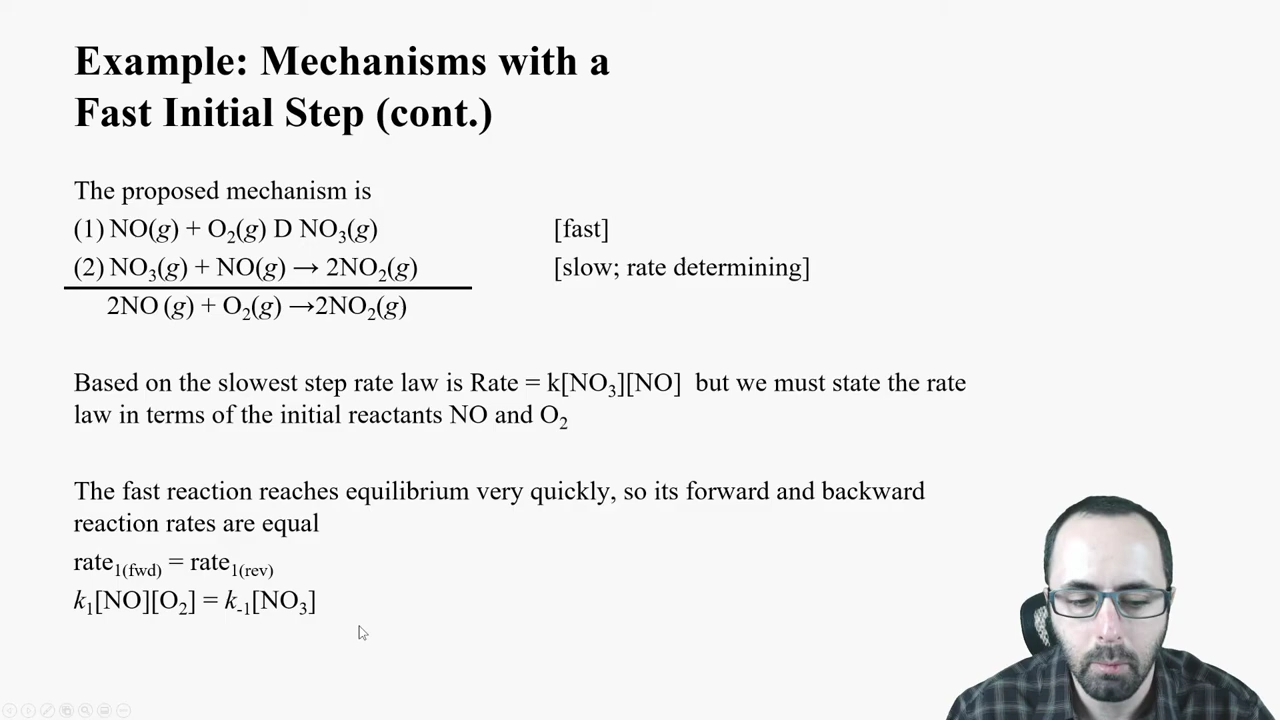 Example: Mechanisms with a
Fast Initial Step (cont.)
The proposed mechanism is
(1) NO(g) + O₂(g) D NO₃(g) [fast]
(2) NO₃(g) + NO(g) → 2NO₂(g) [slow; rate determining]
2NO (g) + O₂(g) →2NO₂(g)
Based on the slowest step rate law is Rate = k[NO₃][NO] but we must state the rate
law in terms of the initial reactants NO and O₂
The fast reaction reaches equilibrium very quickly, so its forward and backward
reaction rates are equal
rate₁(fwd) = rate₁(rev)
k₁[NO][O₂] = k₋₁[NO₃]